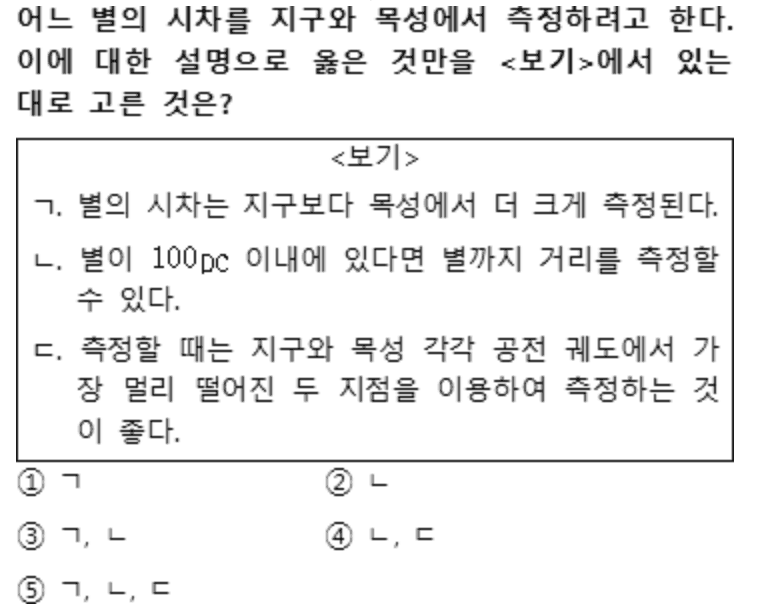 어느 별의 시차를 지구와 목성에서 측정하려고 한다.
이에 대한 설명으로 옳은 것만을 <보기>에서 있는
대로 고른 것은?
<보기>
ㄱ. 별의 시차는 지구보다 목성에서 더 크게 측정된다.
ㄴ. 별이 100pc 이내에 있다면 별까지 거리를 측정할
수 있다.
ㄷ. 측정할 때는 지구와 목성 각각 공전 궤도에서 가
장 멀리 떨어진 두 지점을 이용하여 측정하는 것
이 좋다.
① ㄱ ② ㄴ
③ ㄱ, ㄴ ④ ㄴ, ㄷ
⑤ ㄱ, ㄴ, ㄷ